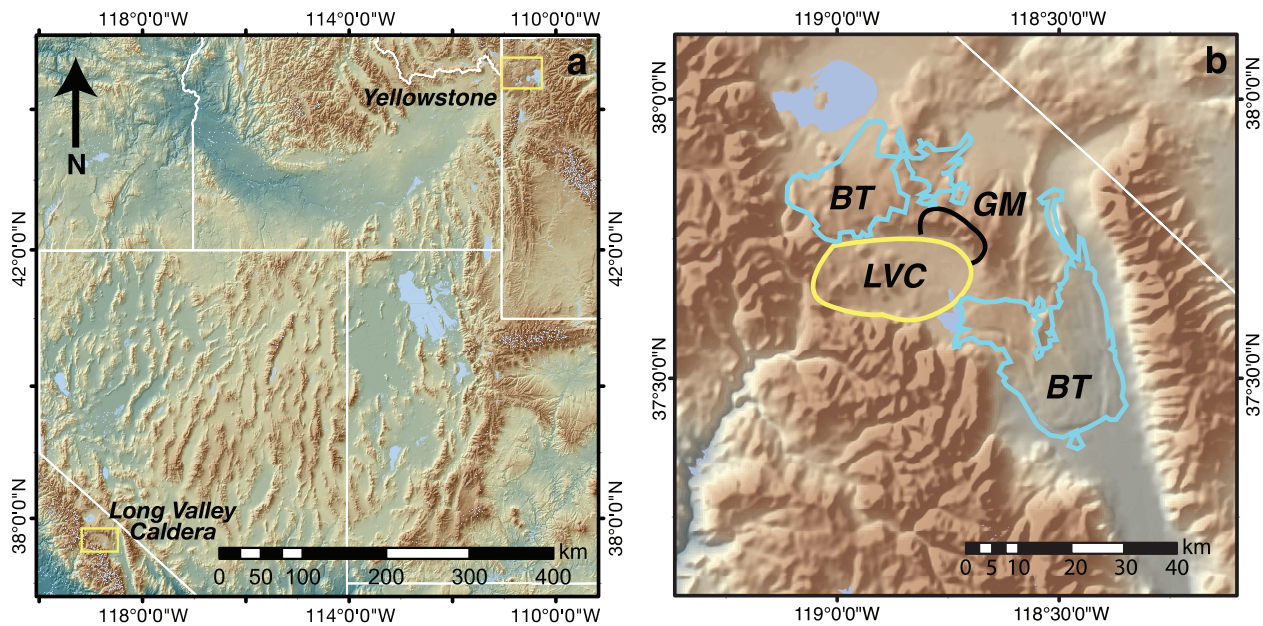 118°0'0"W 114°0'0"W 110°0'0"W
a
N
Yellowstone
42°0'0"N 42°0'0"N
38°0'0"N 38°0'0"N
Long Valley
Caldera
km
0 50 100 200 300 400
118°0'0"W 114°0'0"W 110°0'0"W
119°0'0"W 118°30'0"W
b
38°0'0"N 38°0'0"N
BT
GM
LVC
37°30'0"N 37°30'0"N
BT
km
0 5 10 20 30 40
119°0'0"W 118°30'0"W